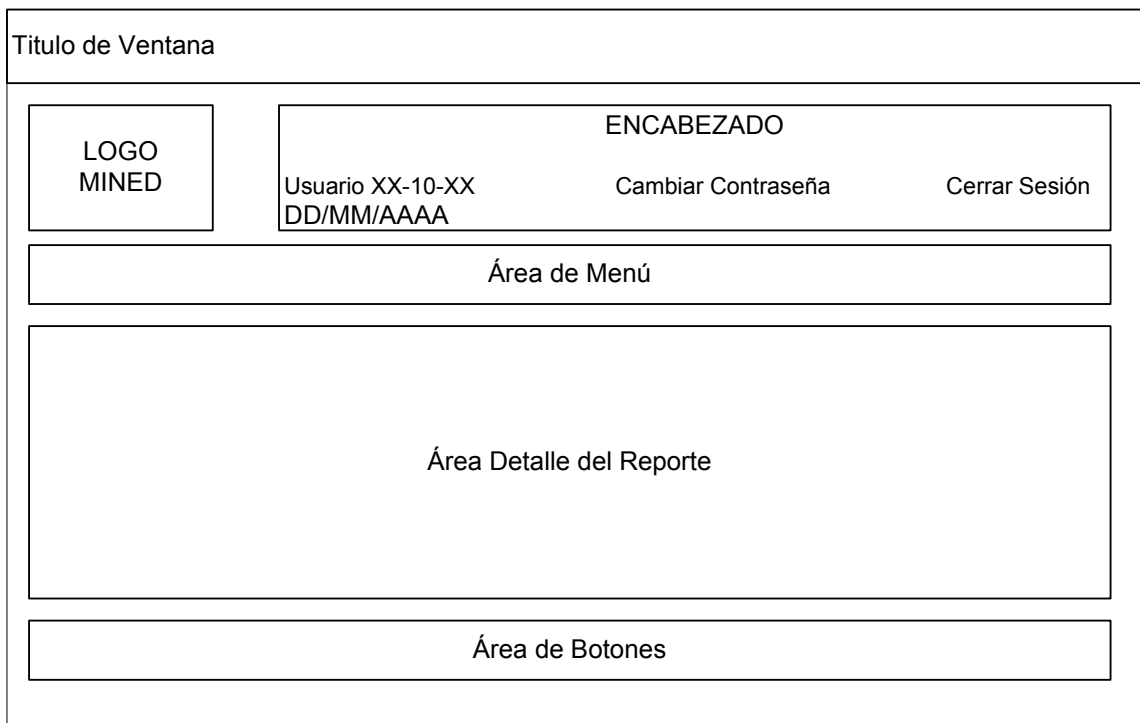 Titulo de Ventana
LOGO
MINED
ENCABEZADO
Usuario XX-10-XX
Cambiar Contraseña
Cerrar Sesión
DD/MM/AAAA
Área de Menú
Área Detalle del Reporte
Área de Botones